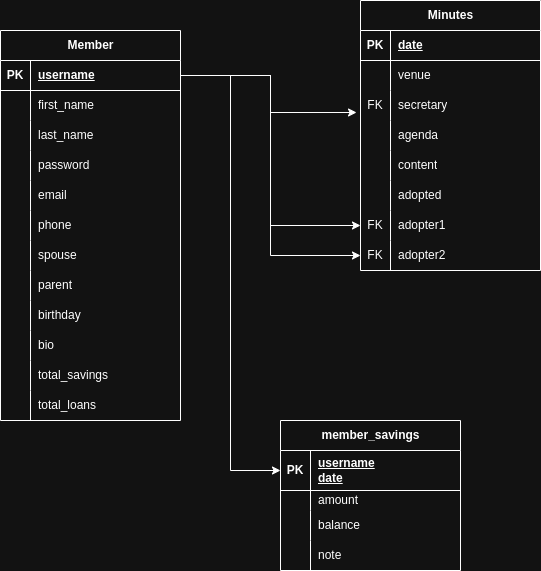 Member
PK username
first_name
last_name
password
email
phone
spouse
parent
birthday
bio
total_savings
total_loans
Minutes
PK date
venue
FK secretary
agenda
content
adopted
FK adopter1
FK adopter2
member_savings
PK username
date
amount
balance
note